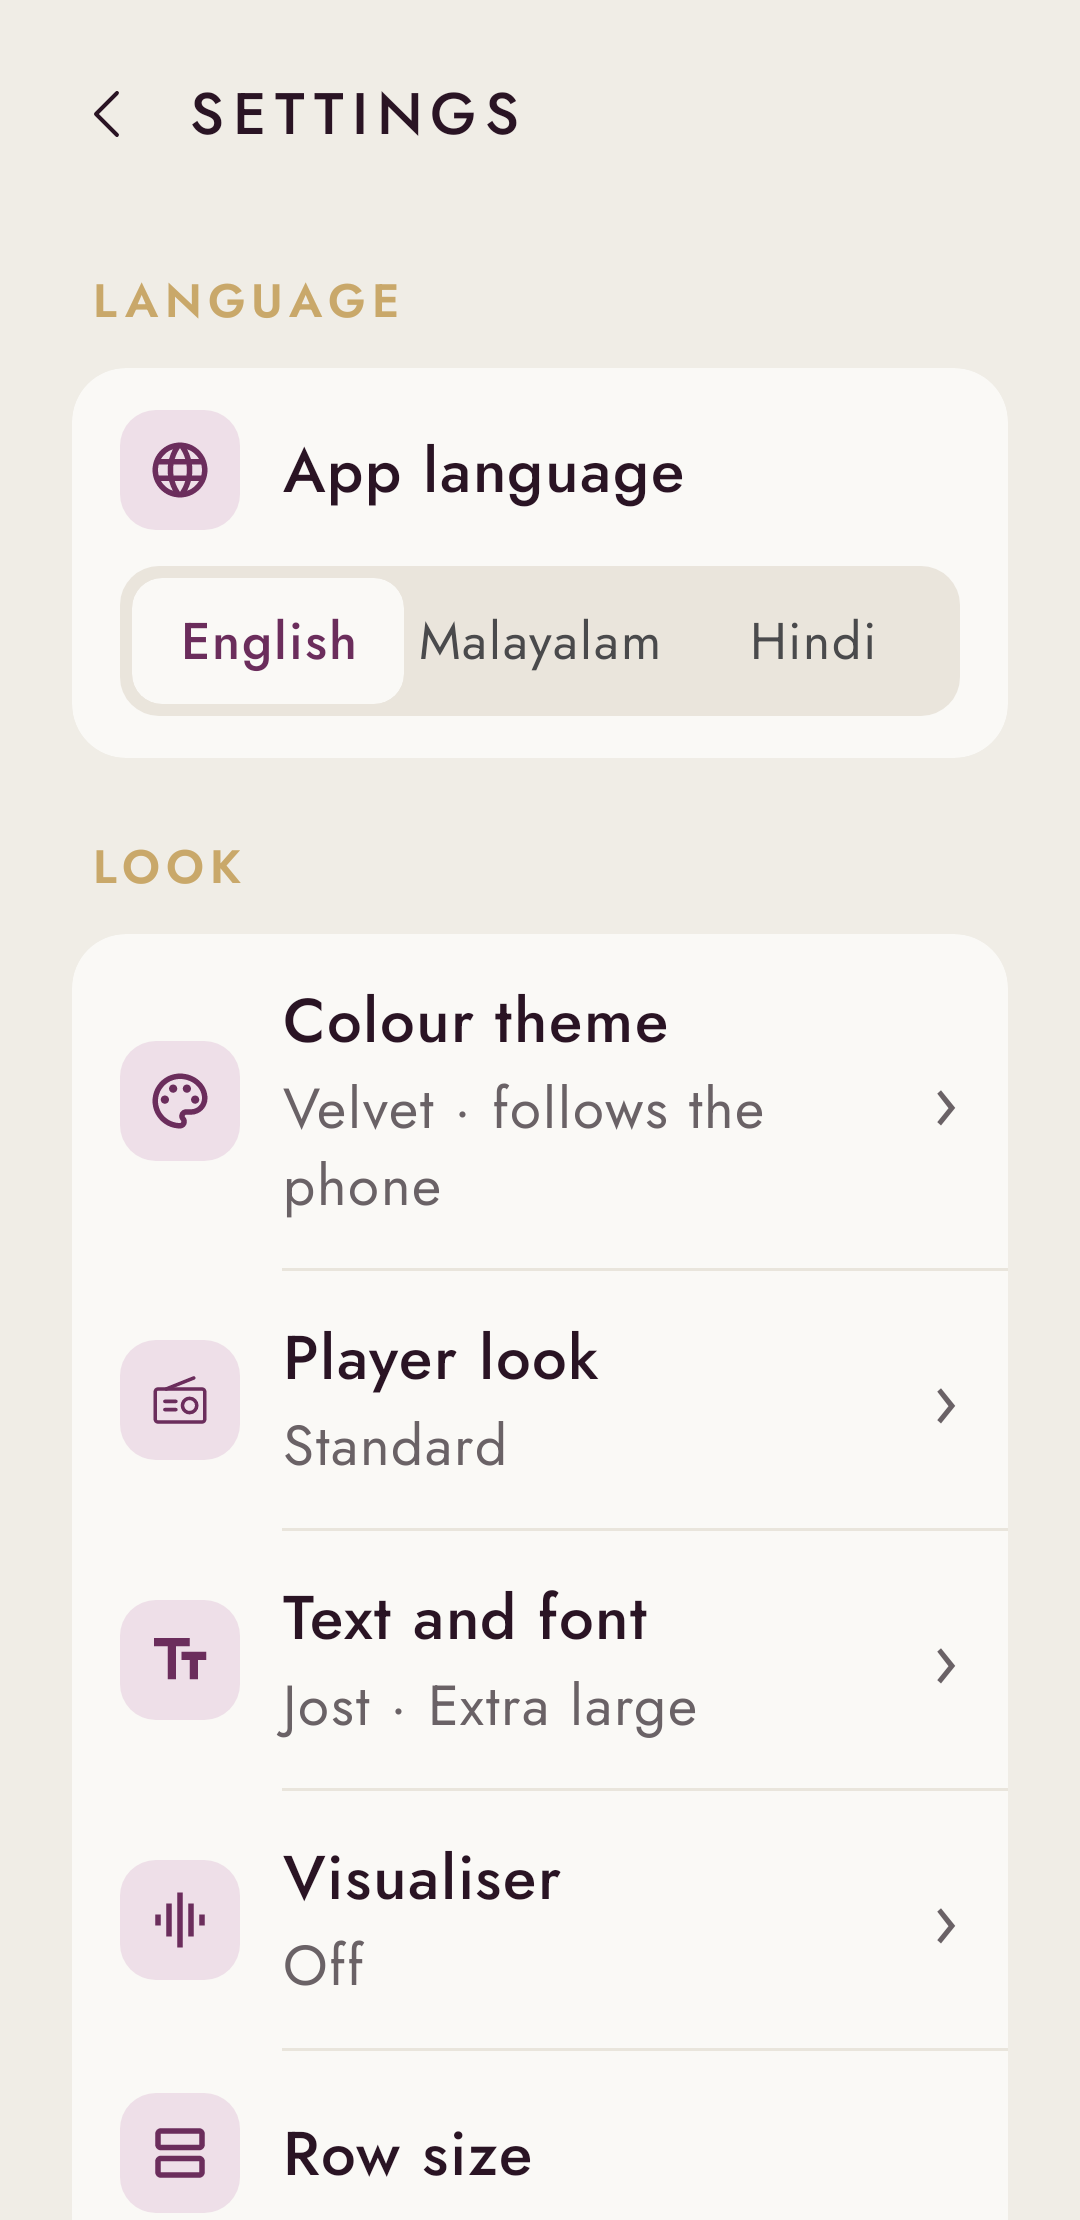 SETTINGS
LANGUAGE
App language
English Malayalam Hindi
LOOK
Colour theme
Velvet · follows the
phone
Player look
Standard
Text and font
Jost · Extra large
Visualiser
Off
Row size